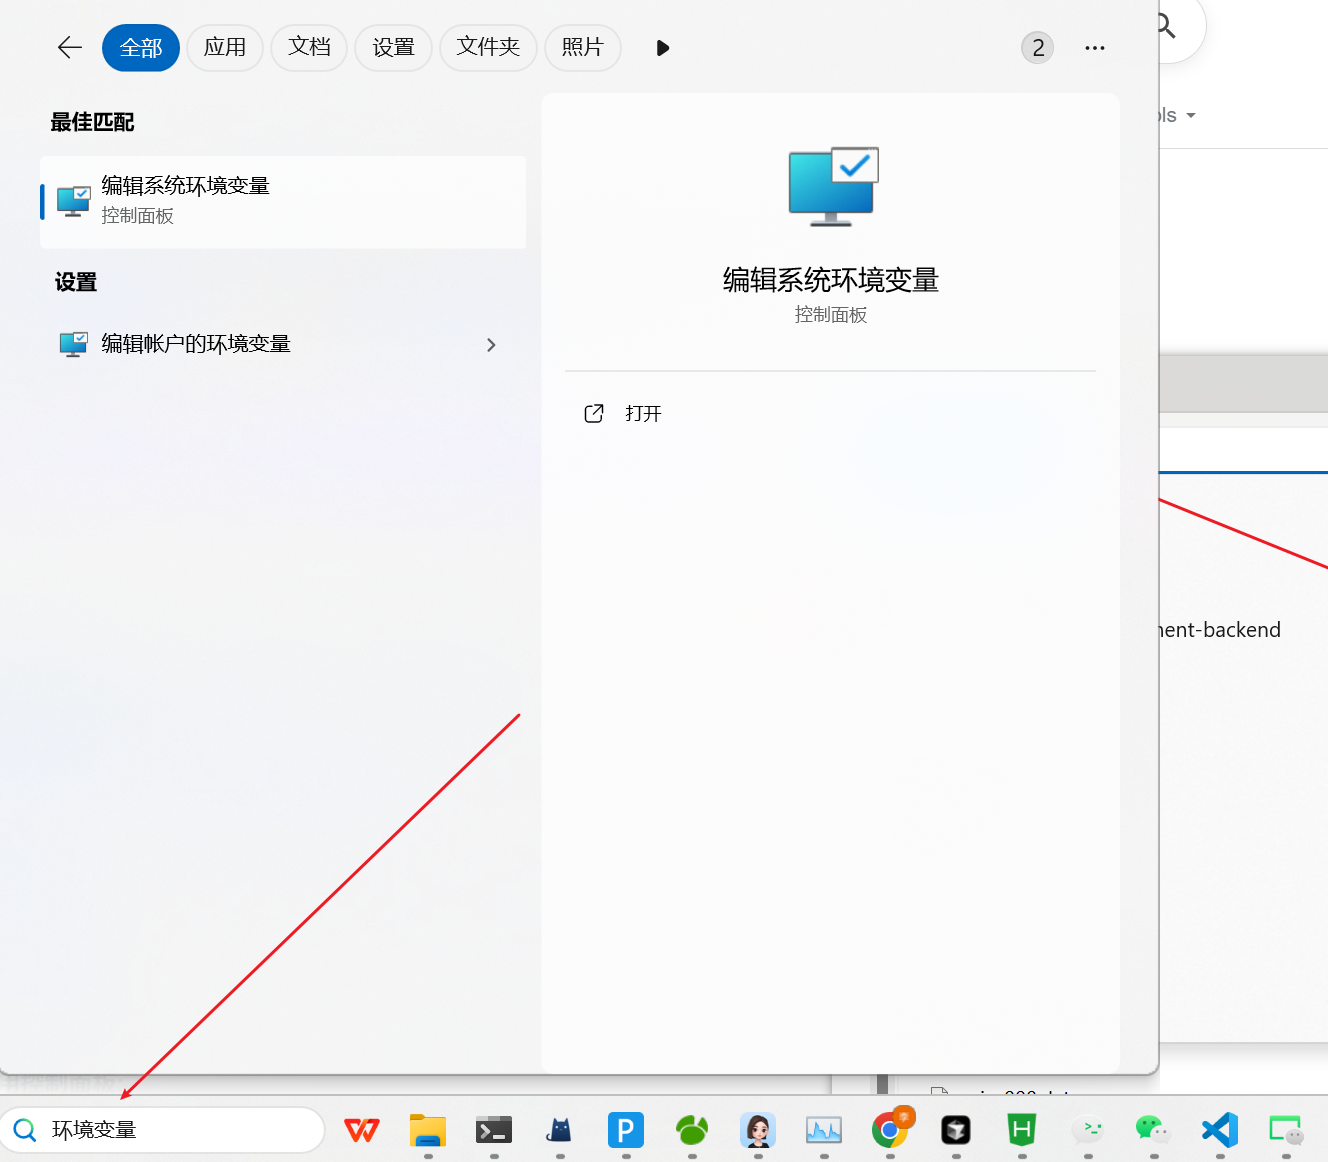 全部 应用 文档 设置 文件夹 照片 2
最佳匹配
编辑系统环境变量
控制面板
设置
编辑帐户的环境变量
编辑系统环境变量
控制面板
打开
ols
nent-backend
环境变量
P
H